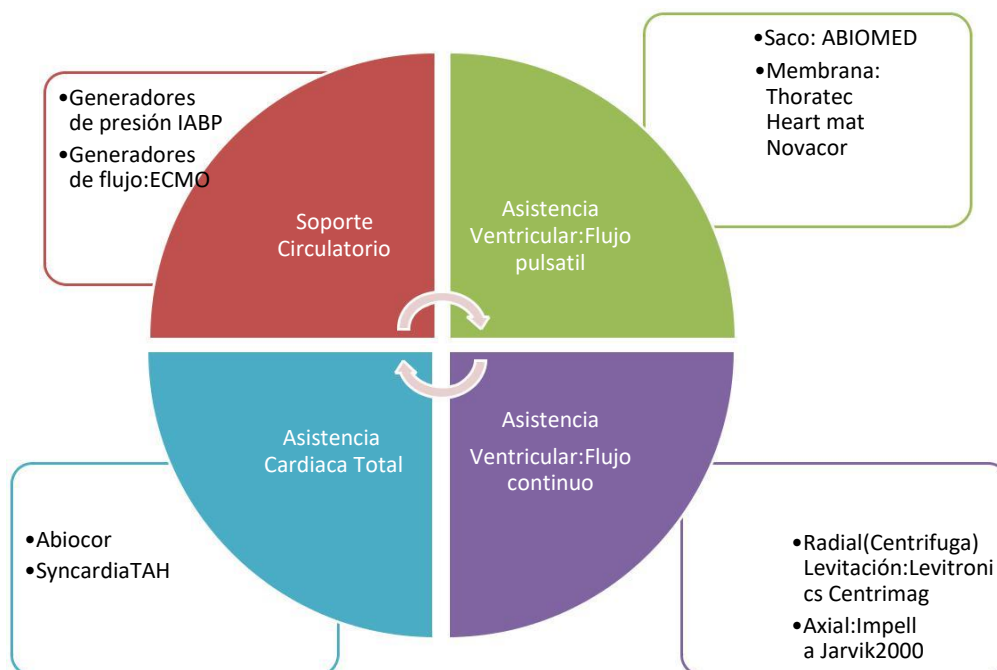 •Generadores
de presión IABP
•Generadores
de flujo:ECMO
Soporte
Circulatorio
•Saco: ABIOMED
•Membrana:
Thoratec
Heart mat
Novacor
Asistencia
Ventricular:Flujo
pulsatil
Asistencia
Cardiaca Total
•Abiocor
•SyncardiaTAH
Asistencia
Ventricular:Flujo
continuo
•Radial(Centrifuga)
Levitación:Levitroni
cs Centrimag
•Axial:Impell
a Jarvik2000